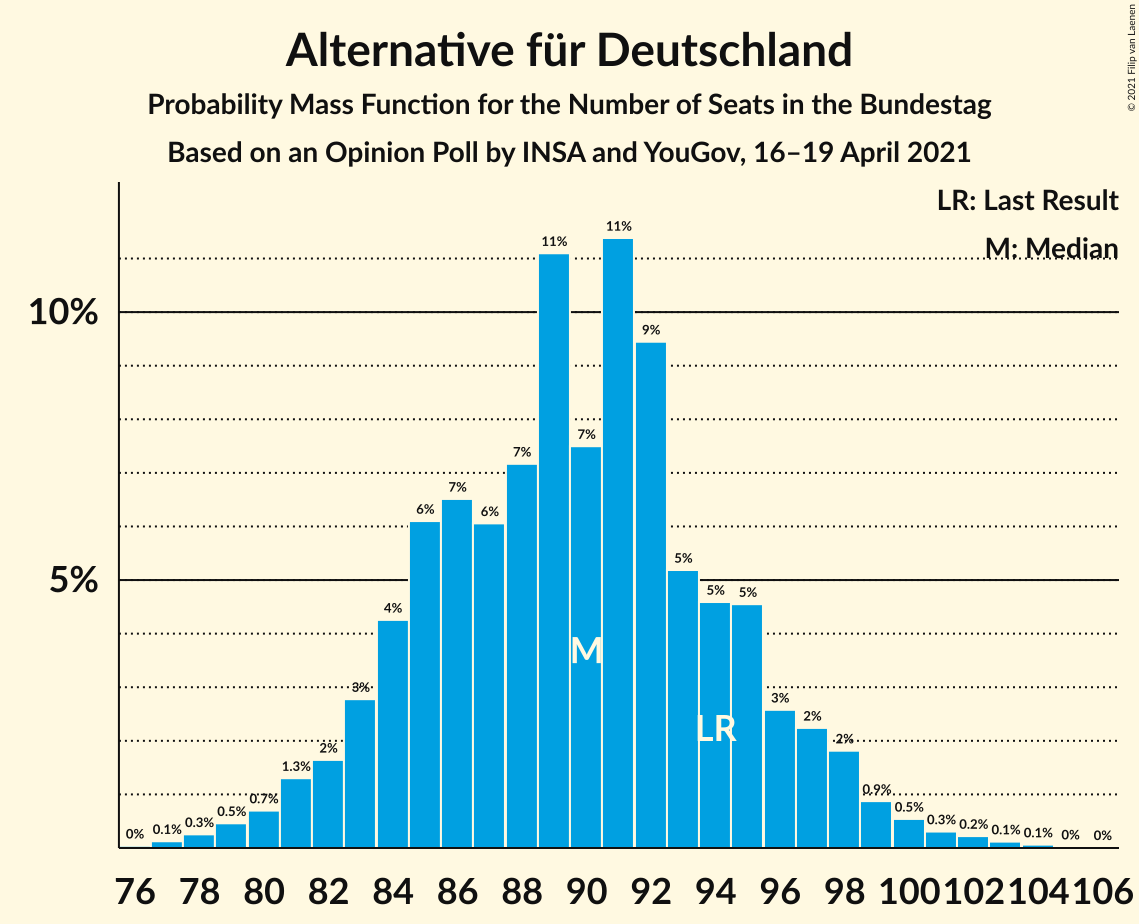 Alternative für Deutschland
Probability Mass Function for the Number of Seats in the Bundestag
Based on an Opinion Poll by INSA and YouGov, 16–19 April 2021
© 2021 Filip van Laenen
LR: Last Result
M: Median
10%
5%
0% 0.1% 0.3% 0.5% 0.7% 1.3% 2% 3% 4% 6% 7% 6% 7% 11% 7% 11% 9% 5% 5% 5% 3% 2% 2% 0.9% 0.5% 0.3% 0.2% 0.1% 0.1% 0% 0%
M
LR
76 78 80 82 84 86 88 90 92 94 96 98 100 102 104 106